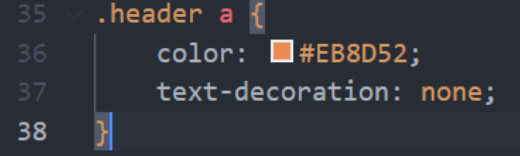 35 .header a {
36 color: #EB8D52;
37 text-decoration: none;
38 }